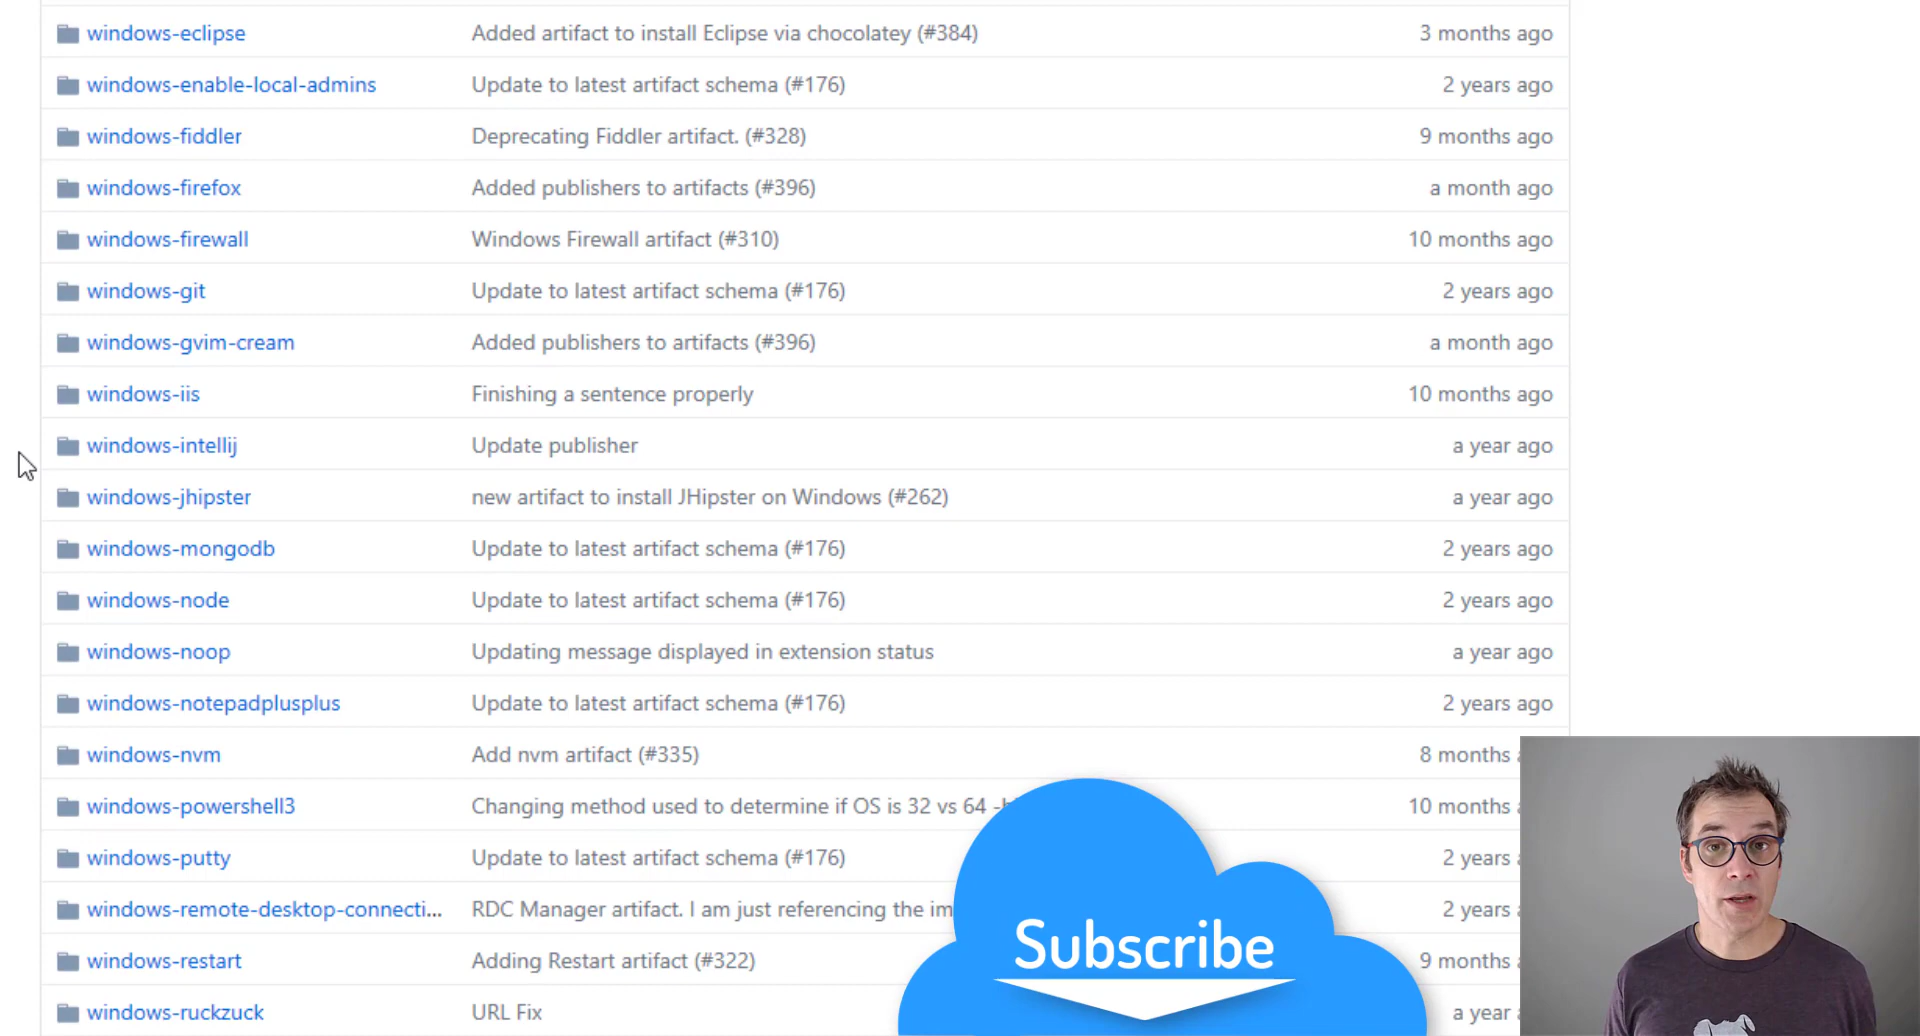 windows-eclipse Added artifact to install Eclipse via chocolatey (#384) 3 months ago
windows-enable-local-admins Update to latest artifact schema (#176) 2 years ago
windows-fiddler Deprecating Fiddler artifact. (#328) 9 months ago
windows-firefox Added publishers to artifacts (#396) a month ago
windows-firewall Windows Firewall artifact (#310) 10 months ago
windows-git Update to latest artifact schema (#176) 2 years ago
windows-gvim-cream Added publishers to artifacts (#396) a month ago
windows-iis Finishing a sentence properly 10 months ago
windows-intellij Update publisher a year ago
windows-jhipster new artifact to install JHipster on Windows (#262) a year ago
windows-mongodb Update to latest artifact schema (#176) 2 years ago
windows-node Update to latest artifact schema (#176) 2 years ago
windows-noop Updating message displayed in extension status a year ago
windows-notepadplusplus Update to latest artifact schema (#176) 2 years ago
windows-nvm Add nvm artifact (#335) 8 months
windows-powershell3 Changing method used to determine if OS is 32 vs 64 10 months
windows-putty Update to latest artifact schema (#176) 2 years
windows-remote-desktop-connecti... RDC Manager artifact. I am just referencing the im 2 years
windows-restart Adding Restart artifact (#322) 9 months
windows-ruckzuck URL Fix a year
Subscribe